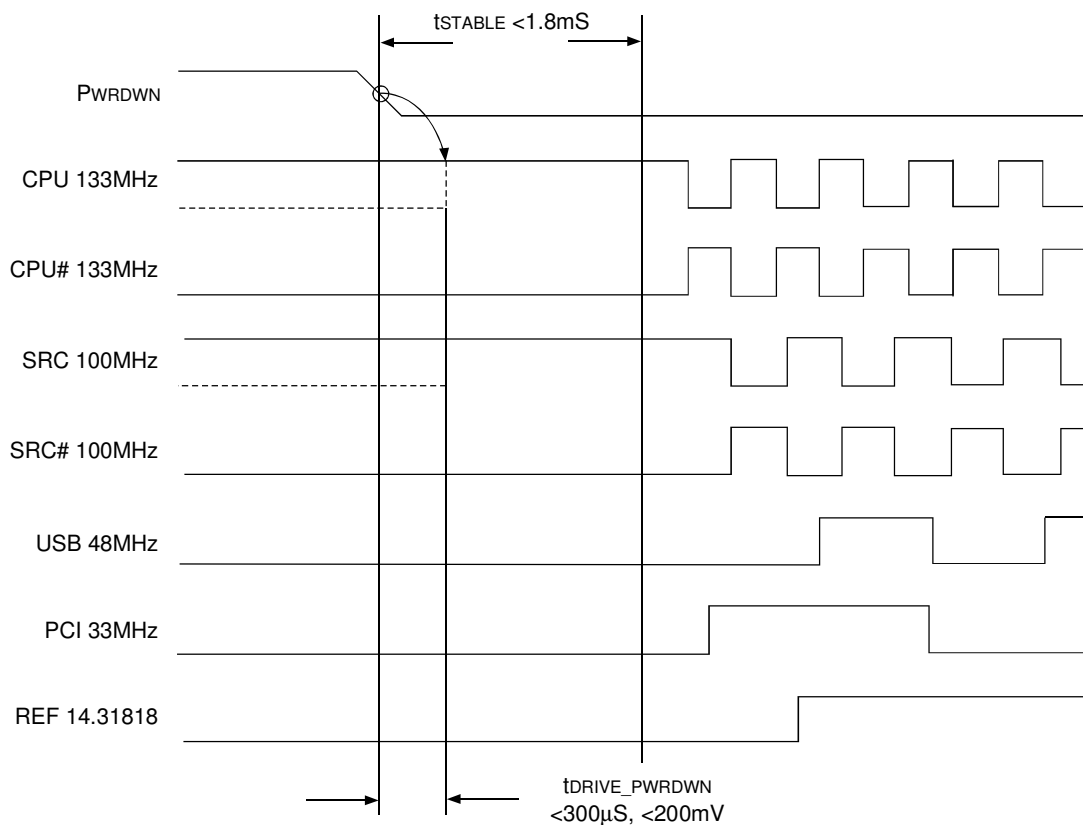 tSTABLE <1.8mS
PWRDWN
CPU 133MHz
CPU# 133MHz
SRC 100MHz
SRC# 100MHz
USB 48MHz
PCI 33MHz
REF 14.31818
tDRIVE_PWRDWN
<300µS, <200mV